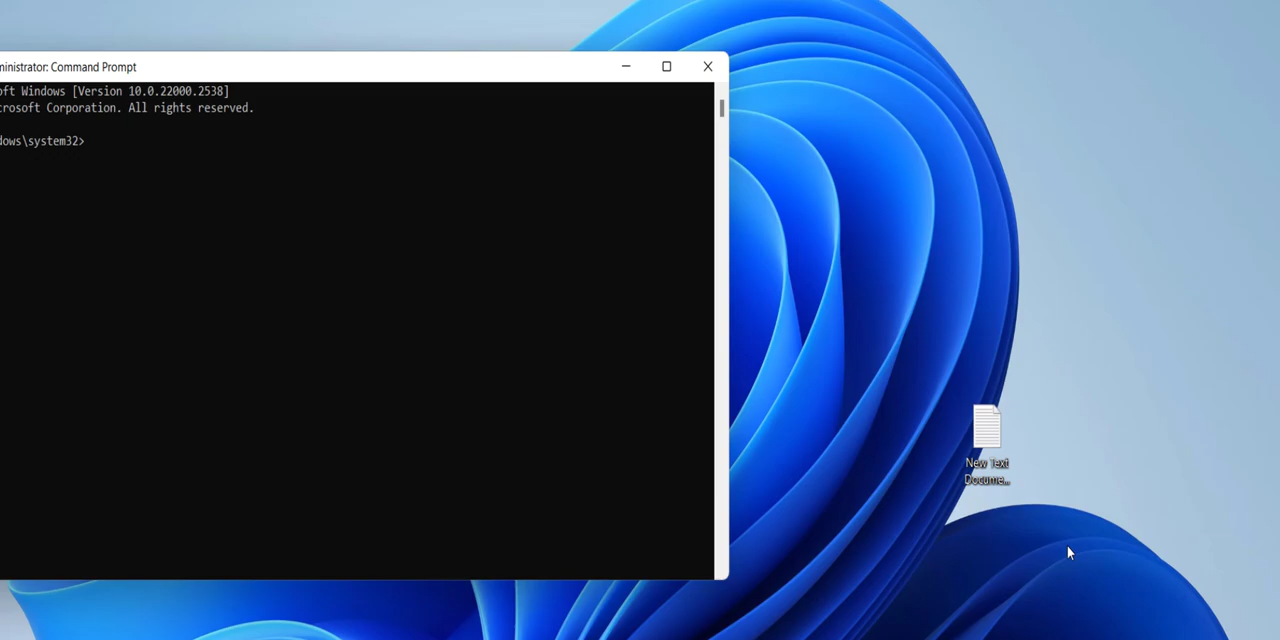 ministrator: Command Prompt
oft Windows [Version 10.0.22000.2538]
crosoft Corporation. All rights reserved.
dows\system32>
New Text
Docume...